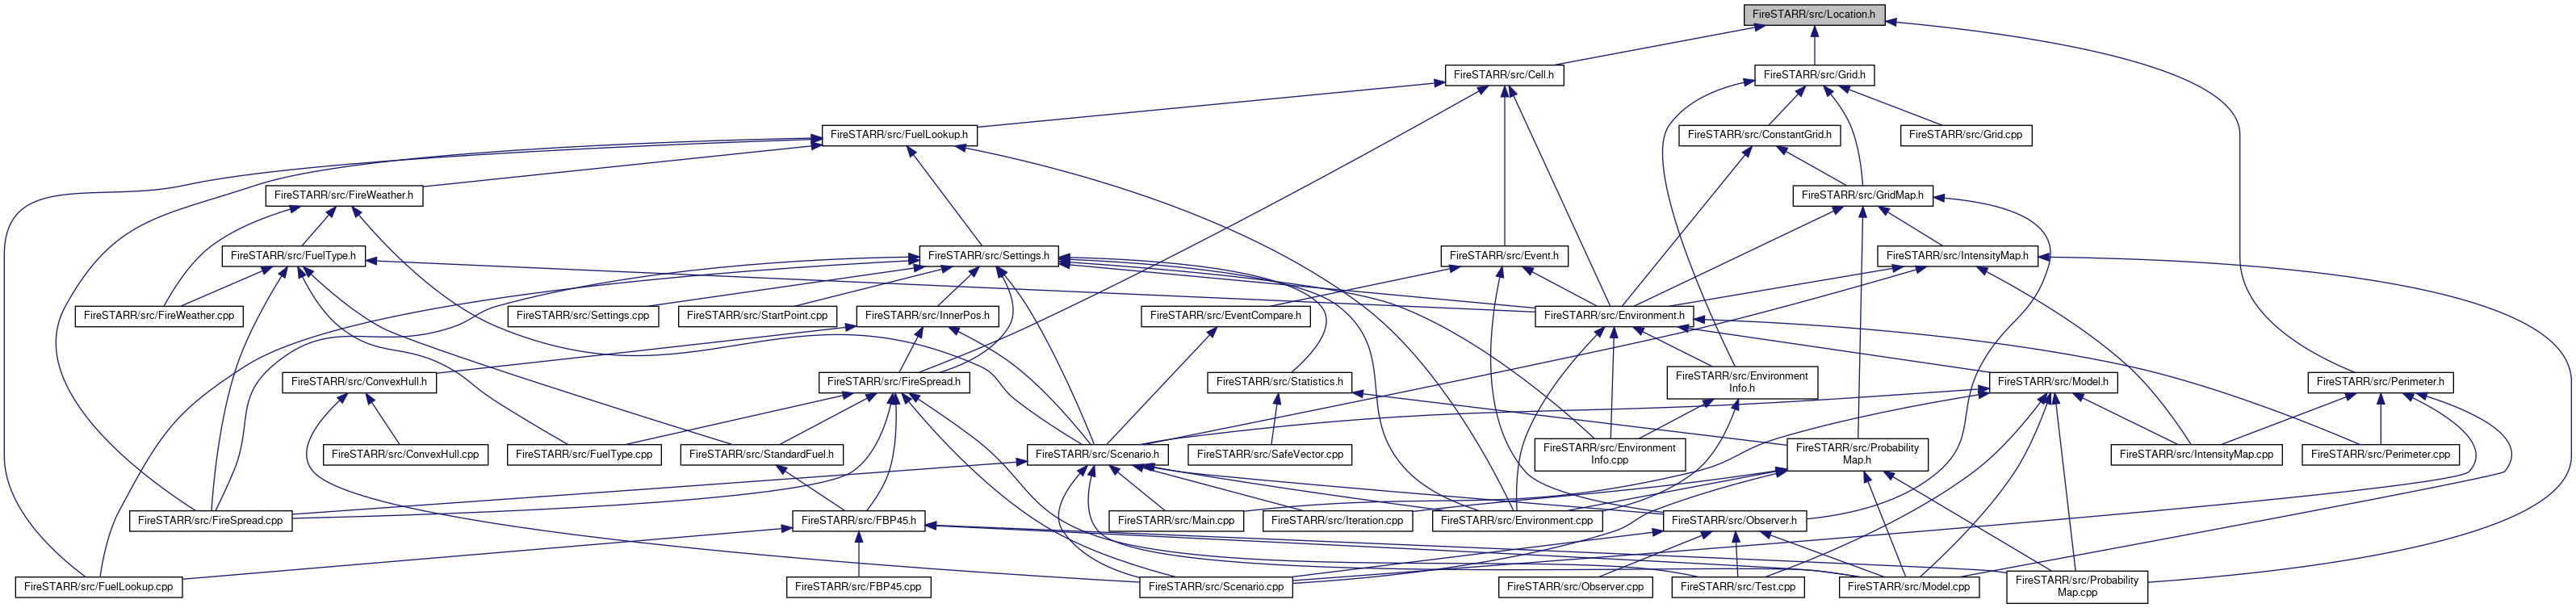 FireSTARR/src/Location.h
FireSTARR/src/Cell.h
FireSTARR/src/Grid.h
FireSTARR/src/FuelLookup.h
FireSTARR/src/ConstantGrid.h
FireSTARR/src/Grid.cpp
FireSTARR/src/FireWeather.h
FireSTARR/src/GridMap.h
FireSTARR/src/FuelType.h
FireSTARR/src/Settings.h
FireSTARR/src/Event.h
FireSTARR/src/IntensityMap.h
FireSTARR/src/FireWeather.cpp
FireSTARR/src/Settings.cpp
FireSTARR/src/StartPoint.cpp
FireSTARR/src/InnerPos.h
FireSTARR/src/EventCompare.h
FireSTARR/src/Environment.h
FireSTARR/src/ConvexHull.h
FireSTARR/src/FireSpread.h
FireSTARR/src/Statistics.h
FireSTARR/src/Environment
Info.h
FireSTARR/src/Model.h
FireSTARR/src/Perimeter.h
FireSTARR/src/ConvexHull.cpp
FireSTARR/src/FuelType.cpp
FireSTARR/src/StandardFuel.h
FireSTARR/src/Scenario.h
FireSTARR/src/SafeVector.cpp
FireSTARR/src/Environment
Info.cpp
FireSTARR/src/Probability
Map.h
FireSTARR/src/IntensityMap.cpp
FireSTARR/src/Perimeter.cpp
FireSTARR/src/FireSpread.cpp
FireSTARR/src/FBP45.h
FireSTARR/src/Main.cpp
FireSTARR/src/Iteration.cpp
FireSTARR/src/Environment.cpp
FireSTARR/src/Observer.h
FireSTARR/src/FuelLookup.cpp
FireSTARR/src/FBP45.cpp
FireSTARR/src/Scenario.cpp
FireSTARR/src/Observer.cpp
FireSTARR/src/Test.cpp
FireSTARR/src/Model.cpp
FireSTARR/src/Probability
Map.cpp